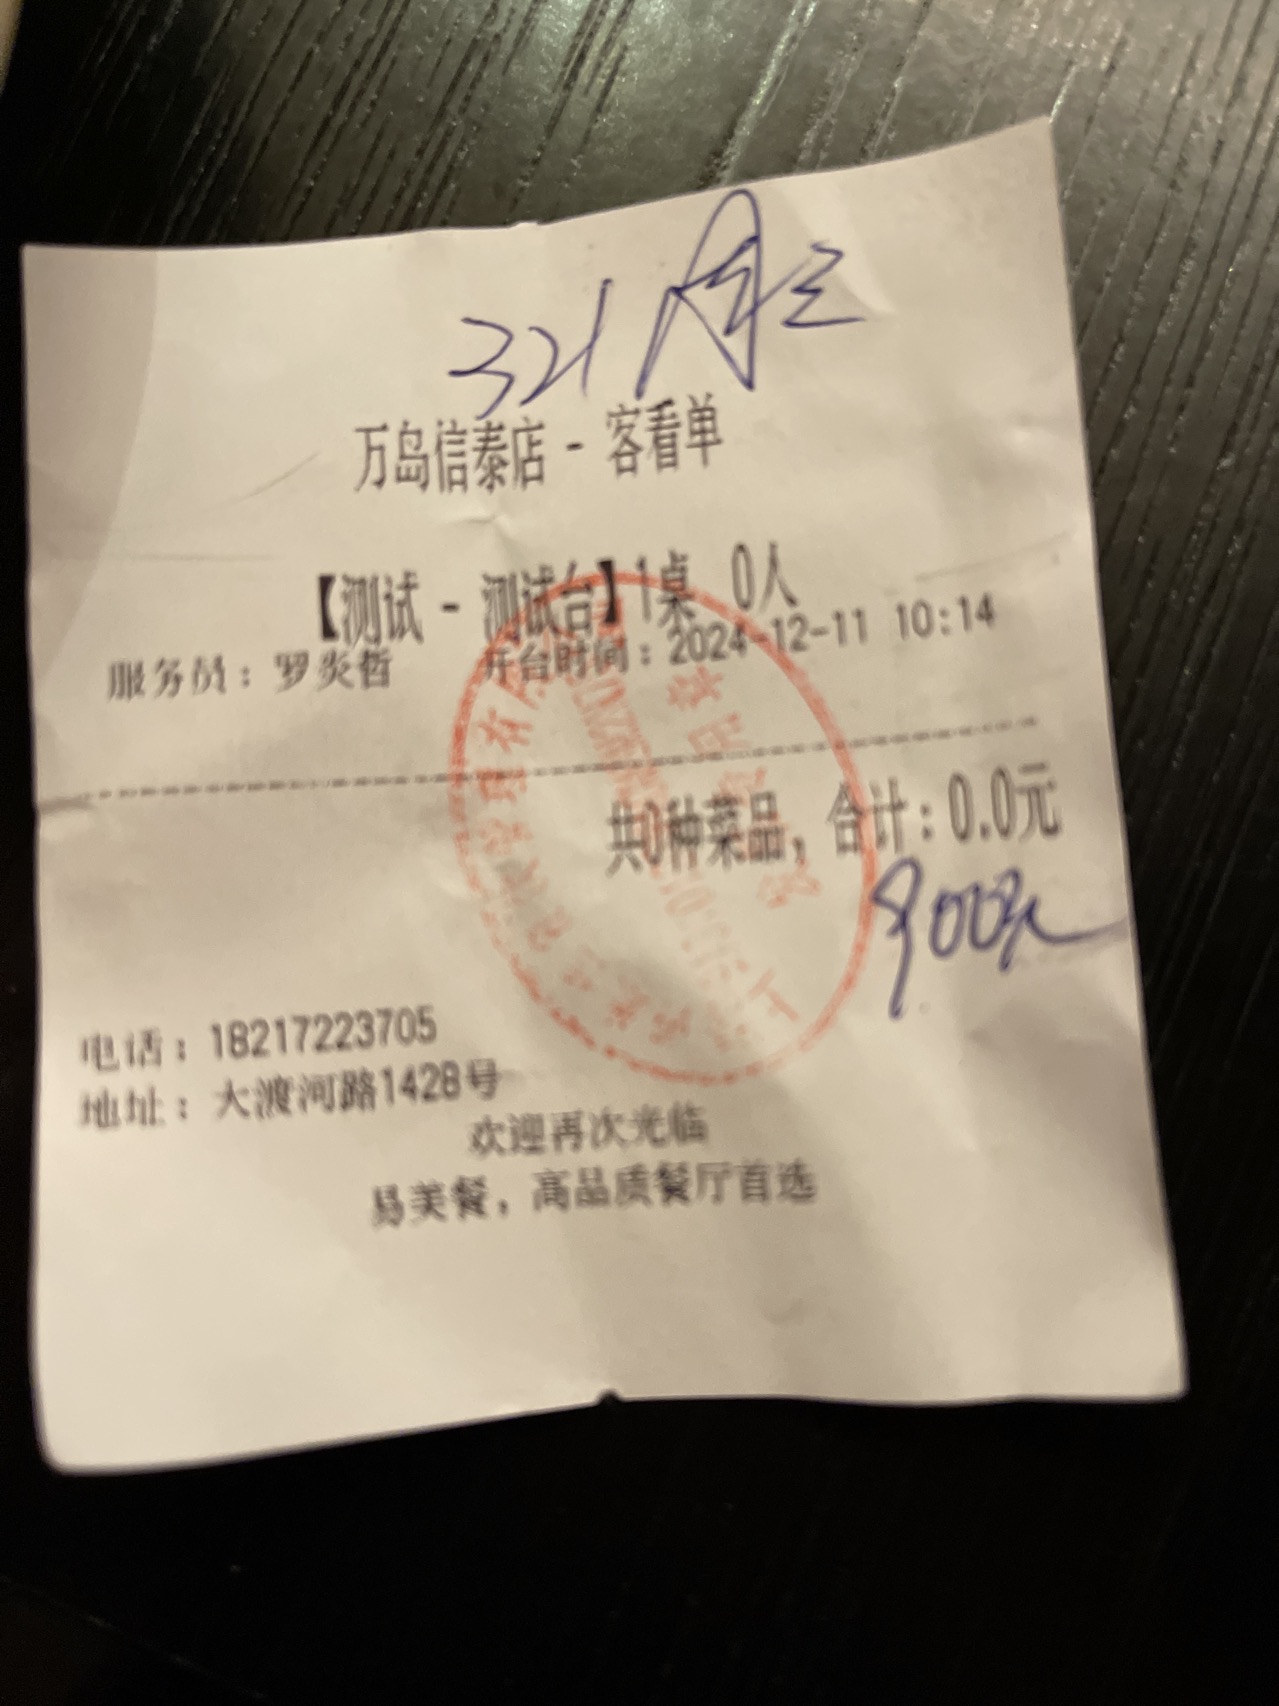 321 周三
万岛信泰店 - 客看单
【测试 - 测试台】1桌 0人
服务员：罗炎哲 开台时间：2024-12-11 10:14
共0种菜品，合计：0.0元
900元
电话：18217223705
地址：大渡河路1428号
欢迎再次光临
易美餐，高品质餐厅首选